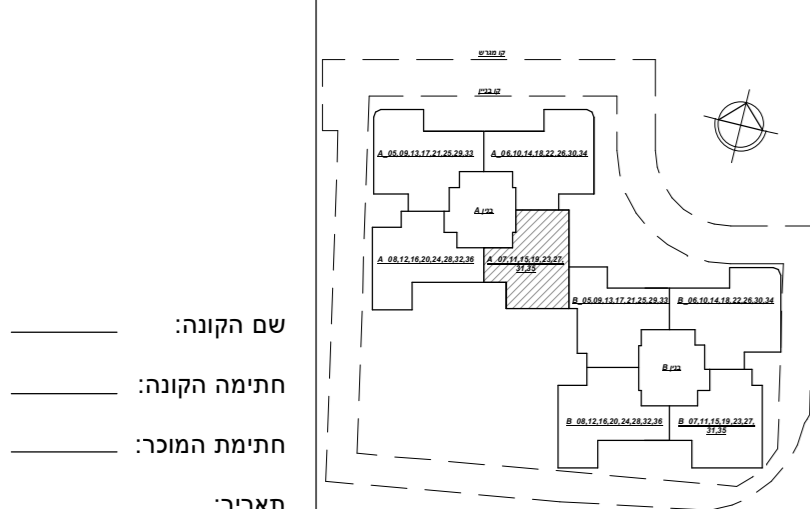 קו מגרש
קו בניין
A_05,09,13,17,21,25,29,33
A_06,10,14,18,22,26,30,34
בניין A
A_08,12,16,20,24,28,32,36
A_07,11,15,19,23,27,
31,35
B_05,09,13,17,21,25,29,33
B_06,10,14,18,22,26,30,34
בניין B
B_08,12,16,20,24,28,32,36
B_07,11,15,19,23,27,
31,35
שם הקונה:
חתימה הקונה:
חתימת המוכר:
תאריך: